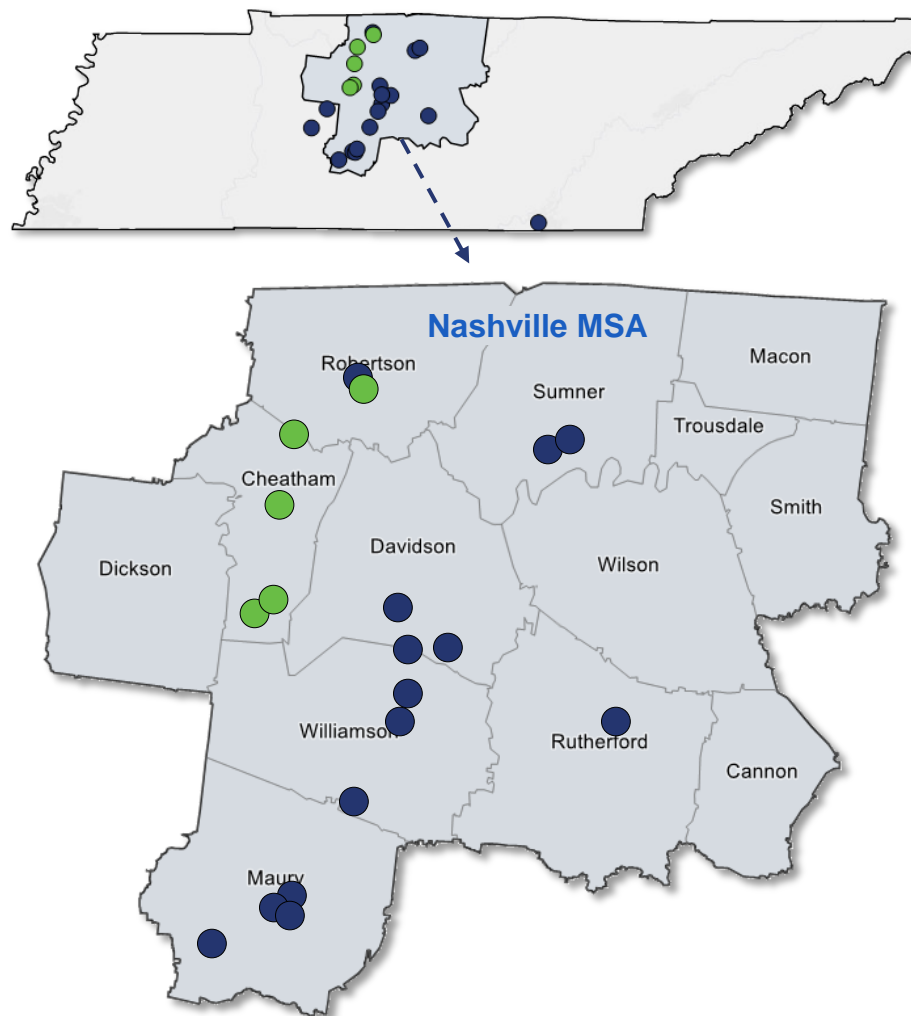 Nashville MSA
Robertson
Macon
Sumner
Trousdale
Cheatham
Smith
Davidson
Wilson
Dickson
Williamson
Rutherford
Cannon
Maury